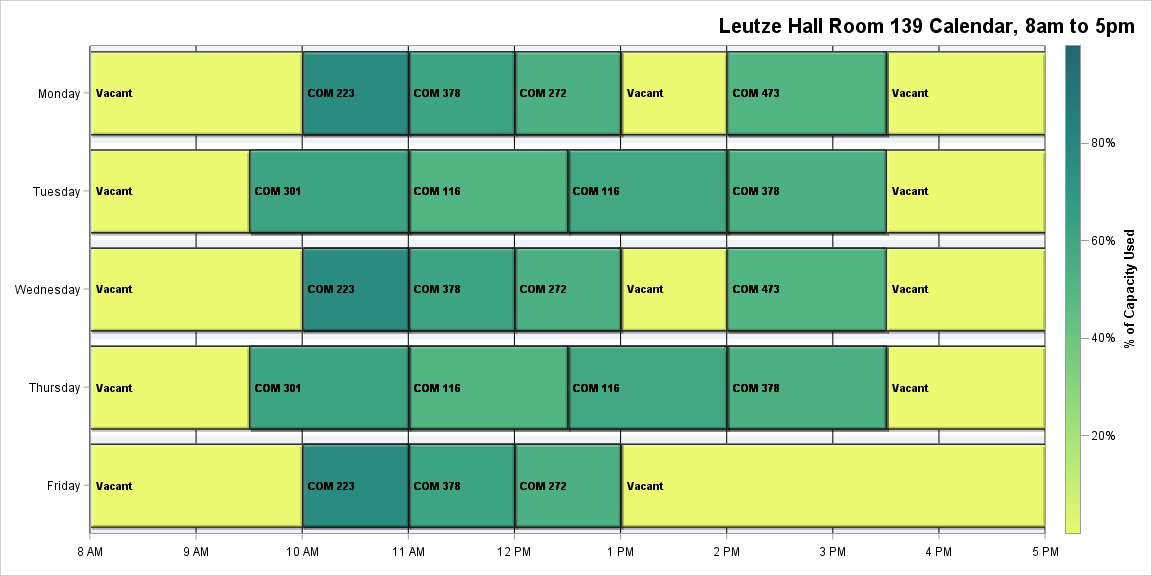 Leutze Hall Room 139 Calendar, 8am to 5pm
Monday
Vacant
COM 223
COM 378
COM 272
Vacant
COM 473
Vacant
Tuesday
Vacant
COM 301
COM 116
COM 116
COM 378
Vacant
Wednesday
Vacant
COM 223
COM 378
COM 272
Vacant
COM 473
Vacant
Thursday
Vacant
COM 301
COM 116
COM 116
COM 378
Vacant
Friday
Vacant
COM 223
COM 378
COM 272
Vacant
8 AM
9 AM
10 AM
11 AM
12 PM
1 PM
2 PM
3 PM
4 PM
5 PM
80%
60%
40%
20%
% of Capacity Used